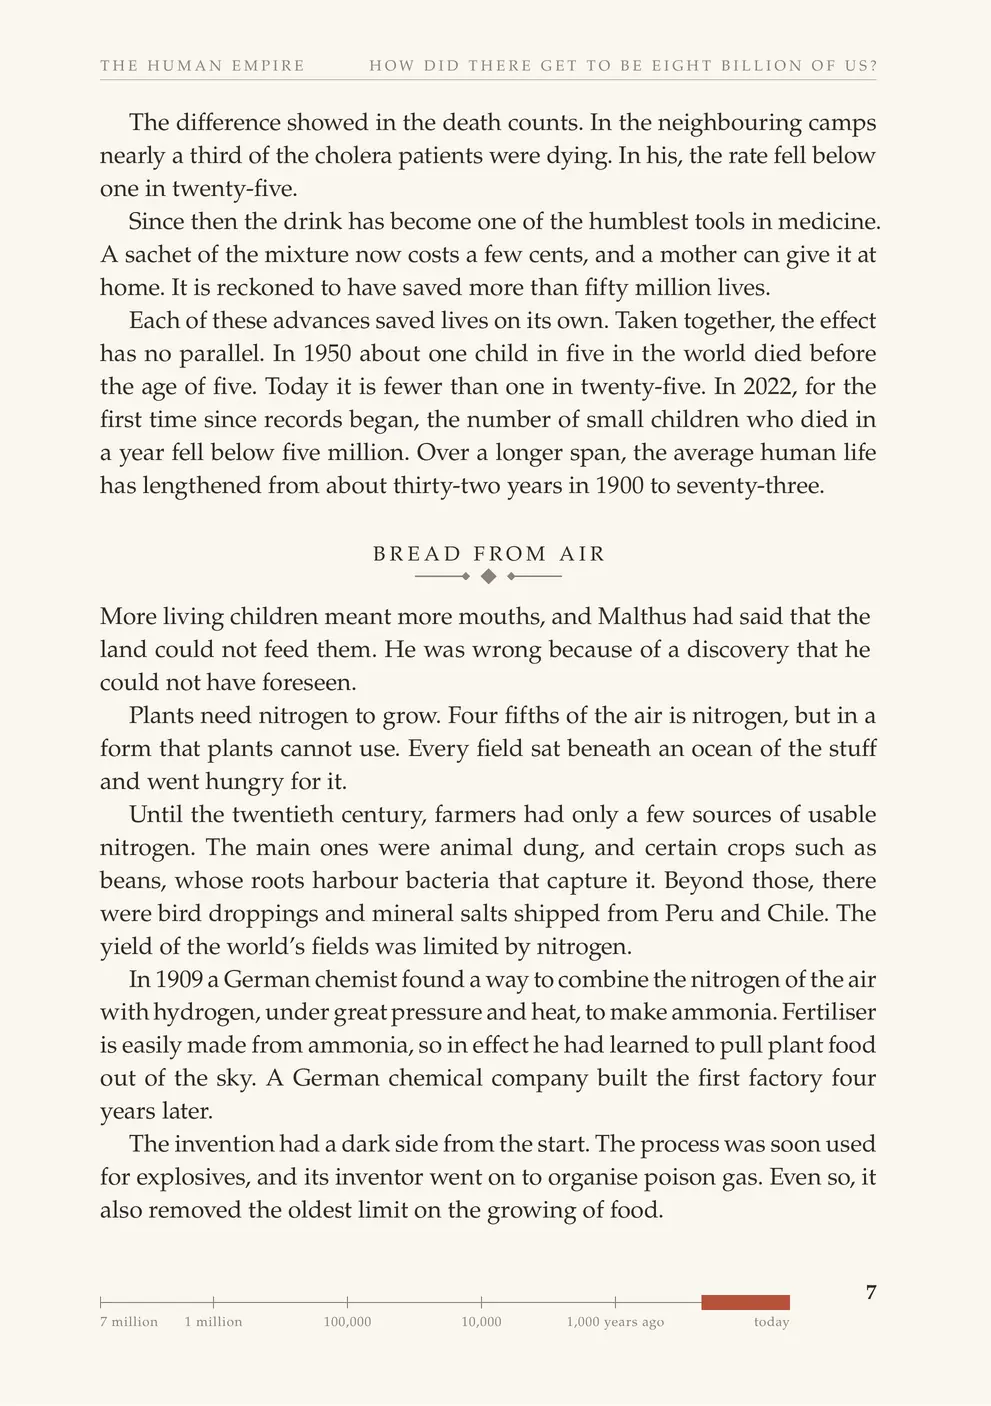 THE HUMAN EMPIRE HOW DID THERE GET TO BE EIGHT BILLION OF US?
The difference showed in the death counts. In the neighbouring camps
nearly a third of the cholera patients were dying. In his, the rate fell below
one in twenty-five.
Since then the drink has become one of the humblest tools in medicine.
A sachet of the mixture now costs a few cents, and a mother can give it at
home. It is reckoned to have saved more than fifty million lives.
Each of these advances saved lives on its own. Taken together, the effect
has no parallel. In 1950 about one child in five in the world died before
the age of five. Today it is fewer than one in twenty-five. In 2022, for the
first time since records began, the number of small children who died in
a year fell below five million. Over a longer span, the average human life
has lengthened from about thirty-two years in 1900 to seventy-three.
BREAD FROM AIR
More living children meant more mouths, and Malthus had said that the
land could not feed them. He was wrong because of a discovery that he
could not have foreseen.
Plants need nitrogen to grow. Four fifths of the air is nitrogen, but in a
form that plants cannot use. Every field sat beneath an ocean of the stuff
and went hungry for it.
Until the twentieth century, farmers had only a few sources of usable
nitrogen. The main ones were animal dung, and certain crops such as
beans, whose roots harbour bacteria that capture it. Beyond those, there
were bird droppings and mineral salts shipped from Peru and Chile. The
yield of the world’s fields was limited by nitrogen.
In 1909 a German chemist found a way to combine the nitrogen of the air
with hydrogen, under great pressure and heat, to make ammonia. Fertiliser
is easily made from ammonia, so in effect he had learned to pull plant food
out of the sky. A German chemical company built the first factory four
years later.
The invention had a dark side from the start. The process was soon used
for explosives, and its inventor went on to organise poison gas. Even so, it
also removed the oldest limit on the growing of food.
7
7 million 1 million 100,000 10,000 1,000 years ago today